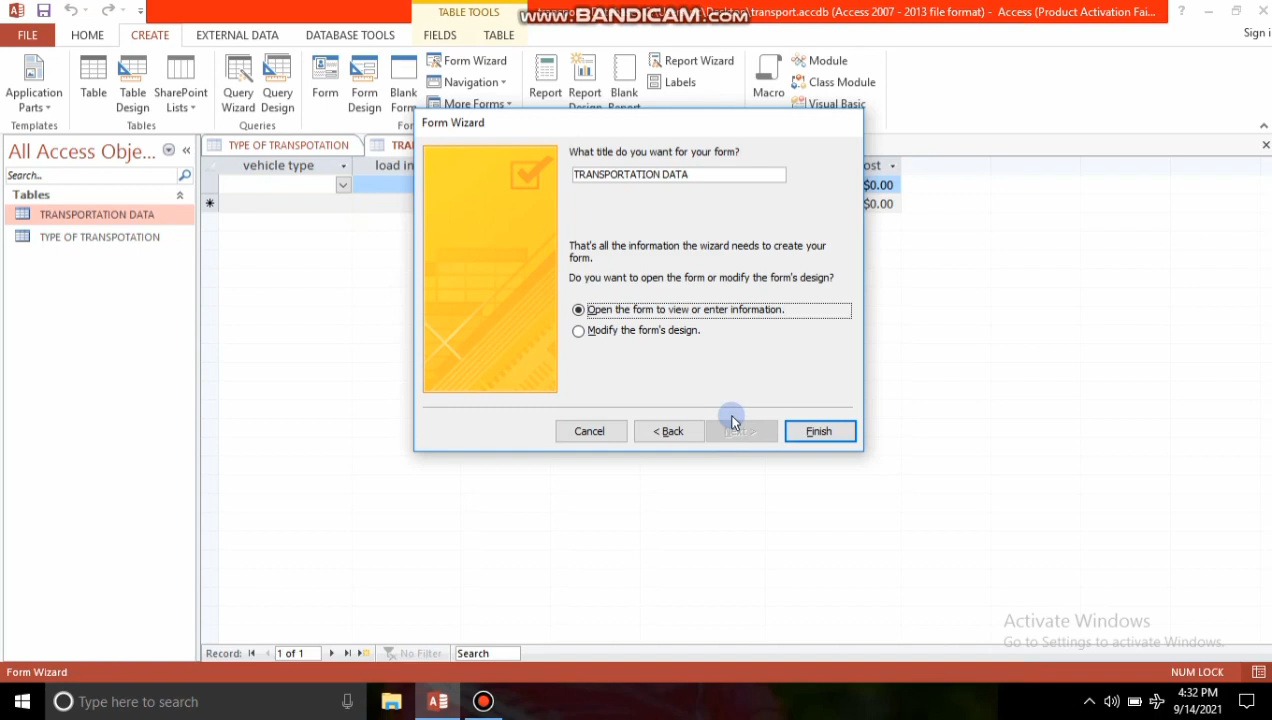 TABLE TOOLS
www.BANDICAM.com
\transport.accdb (Access 2007 - 2013 file format) - Access (Product Activation Fai...
FILE
HOME
CREATE
EXTERNAL DATA
DATABASE TOOLS
FIELDS
TABLE
Sign i
Application Parts
Table
Table Design
SharePoint Lists
Query Wizard
Query Design
Form
Form Design
Blank Form
Form Wizard
Navigation
More Forms
Report
Report Design
Blank Report
Report Wizard
Labels
Macro
Module
Class Module
Visual Basic
Templates
Tables
Queries
All Access Obje...
Search...
Tables
TRANSPORTATION DATA
TYPE OF TRANSPOTATION
TYPE OF TRANSPOTATION
vehicle type
load in
$0.00
$0.00
Form Wizard
What title do you want for your form?
TRANSPORTATION DATA
That's all the information the wizard needs to create your
form.
Do you want to open the form or modify the form's design?
Open the form to view or enter information.
Modify the form's design.
Cancel
< Back
Next >
Finish
Activate Windows
Go to Settings to activate Windows.
Record:
1 of 1
No Filter
Search
Form Wizard
NUM LOCK
Type here to search
4:32 PM
9/14/2021